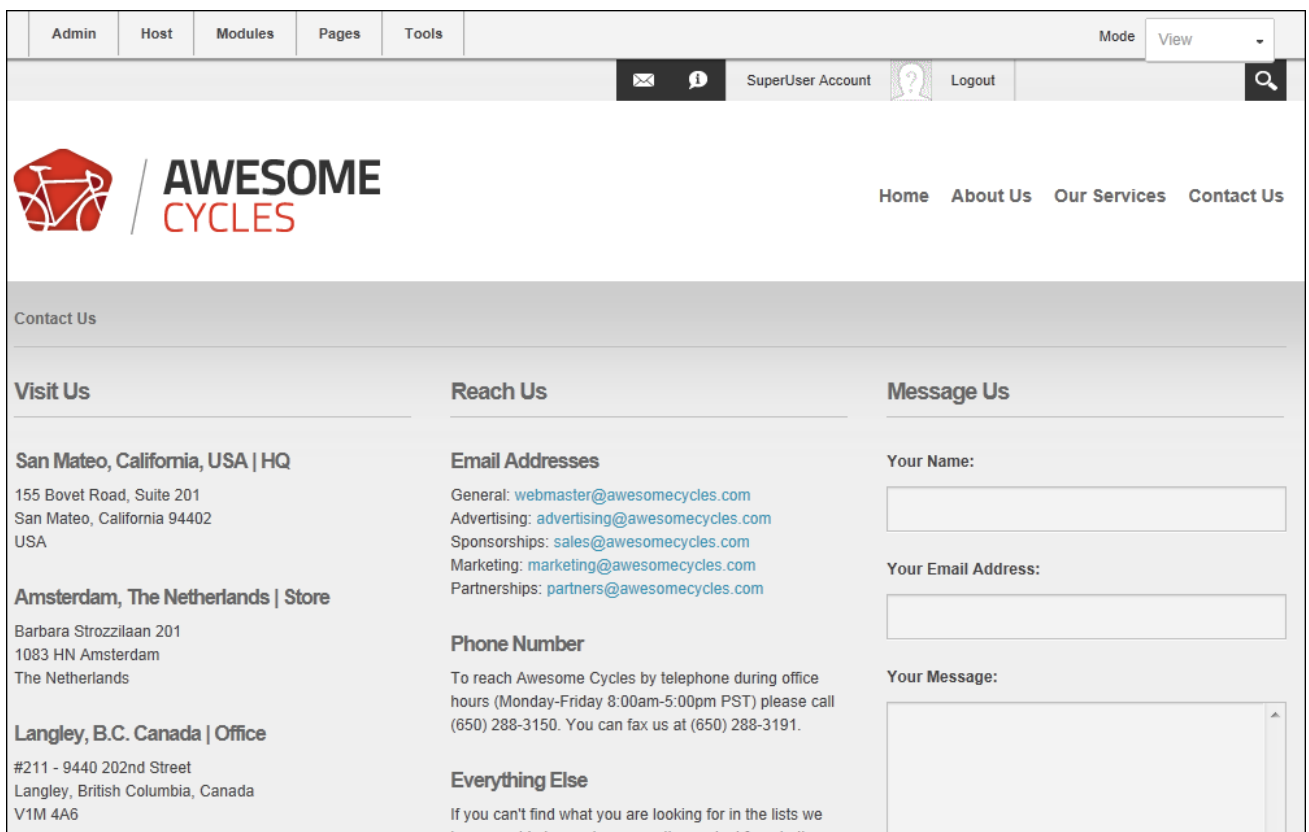 Admin Host Modules Pages Tools Mode View
SuperUser Account Logout
AWESOME
CYCLES
Home About Us Our Services Contact Us
Contact Us
Visit Us
San Mateo, California, USA | HQ
155 Bovet Road, Suite 201
San Mateo, California 94402
USA
Amsterdam, The Netherlands | Store
Barbara Strozzilaan 201
1083 HN Amsterdam
The Netherlands
Langley, B.C. Canada | Office
#211 - 9440 202nd Street
Langley, British Columbia, Canada
V1M 4A6
Reach Us
Email Addresses
General: webmaster@awesomecycles.com
Advertising: advertising@awesomecycles.com
Sponsorships: sales@awesomecycles.com
Marketing: marketing@awesomecycles.com
Partnerships: partners@awesomecycles.com
Phone Number
To reach Awesome Cycles by telephone during office
hours (Monday-Friday 8:00am-5:00pm PST) please call
(650) 288-3150. You can fax us at (650) 288-3191.
Everything Else
If you can't find what you are looking for in the lists we
Message Us
Your Name:
Your Email Address:
Your Message: